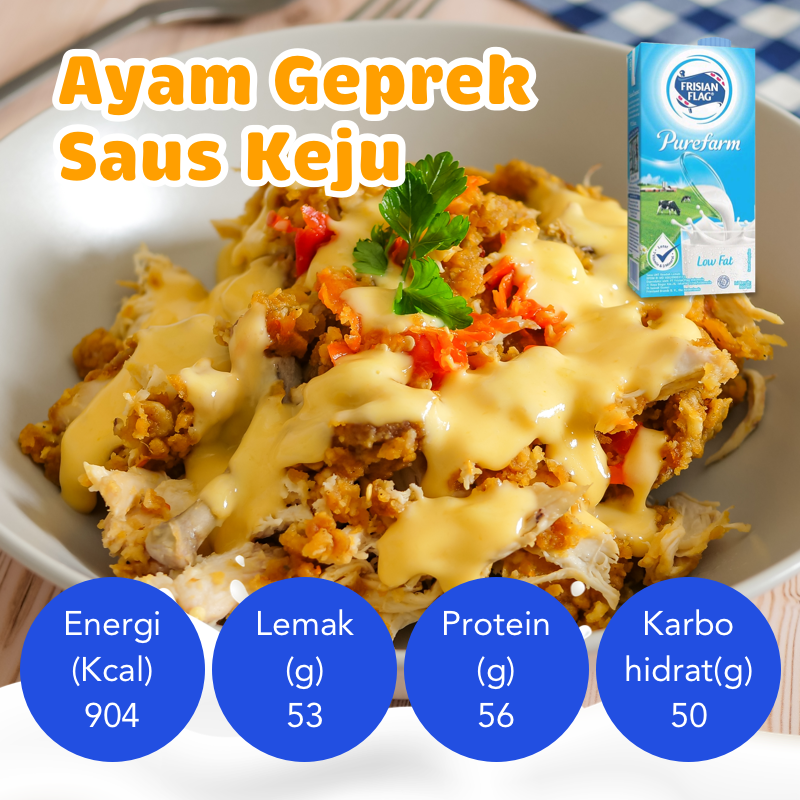 Ayam Geprek
Saus Keju
FRISIAN
FLAG
Purefarm
Low Fat
Energi
(Kcal)
904
Lemak
(g)
53
Protein
(g)
56
Karbo
hidrat(g)
50